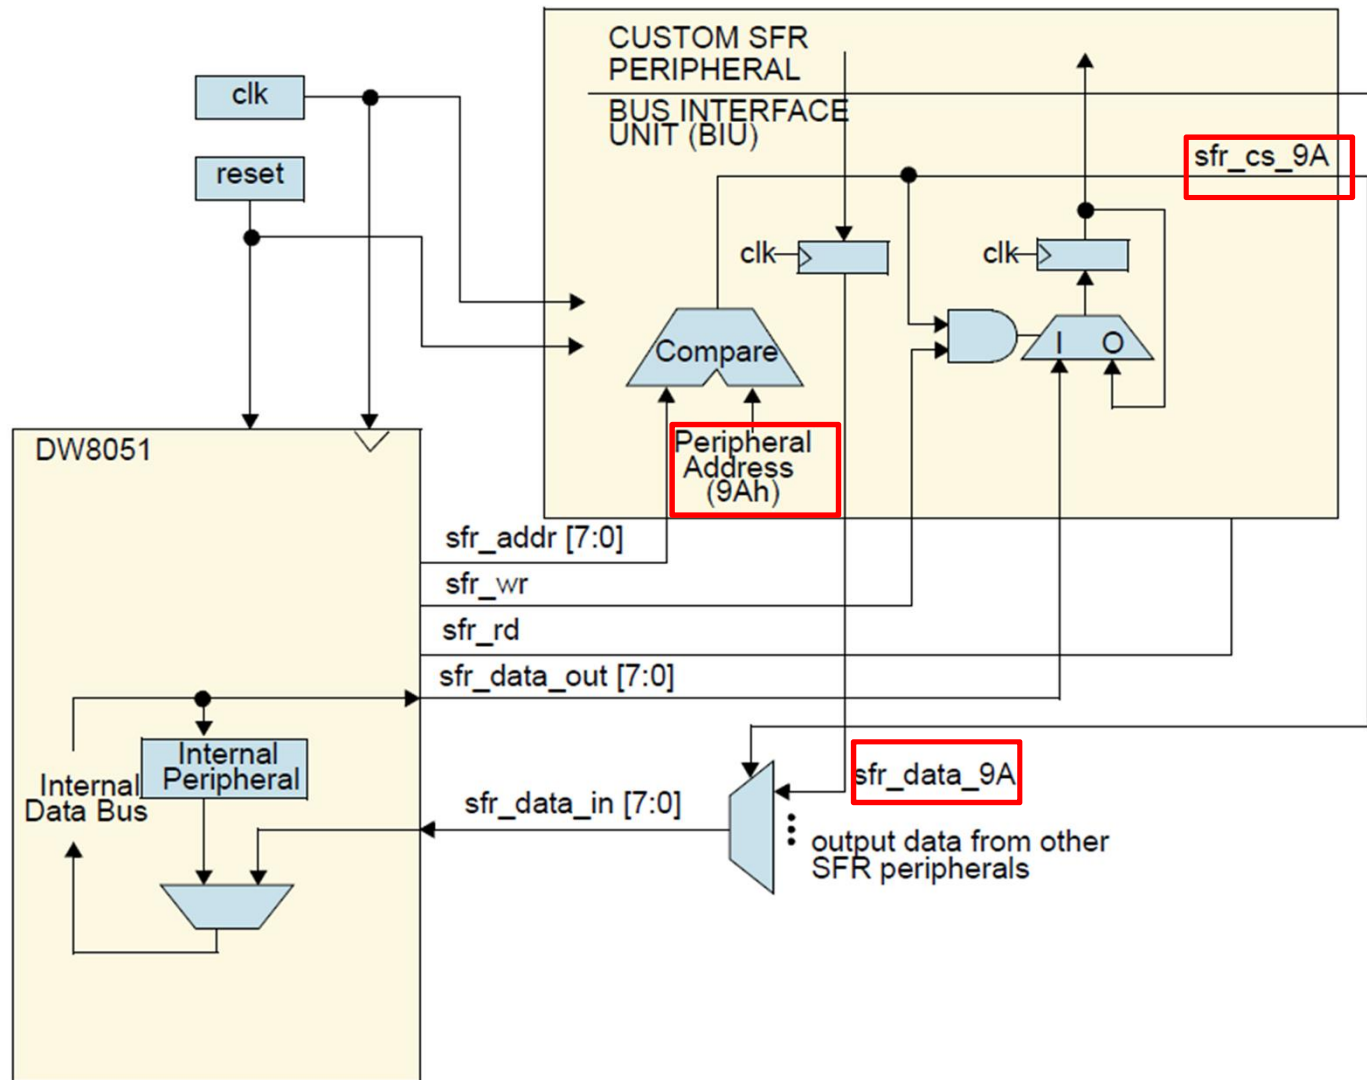 CUSTOM SFR
PERIPHERAL
BUS INTERFACE
UNIT (BIU)
clk
reset
sfr_cs_9A
clk
clk
Compare
I O
Peripheral
Address
(9Ah)
DW8051
sfr_addr [7:0]
sfr_wr
sfr_rd
sfr_data_out [7:0]
Internal
Peripheral
Internal
Data Bus
sfr_data_in [7:0]
sfr_data_9A
output data from other
SFR peripherals